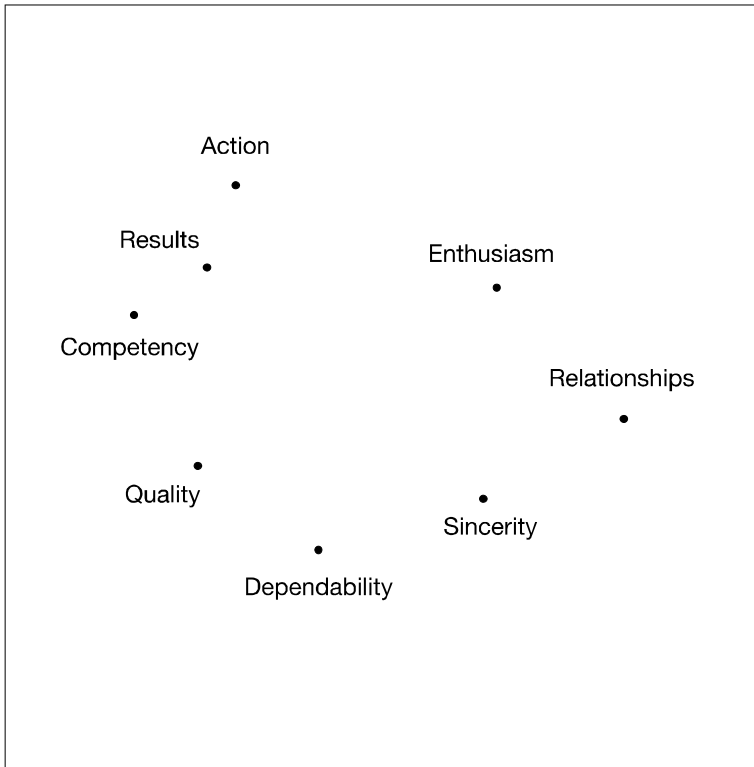 Action
Results
Enthusiasm
Competency
Relationships
Quality
Sincerity
Dependability